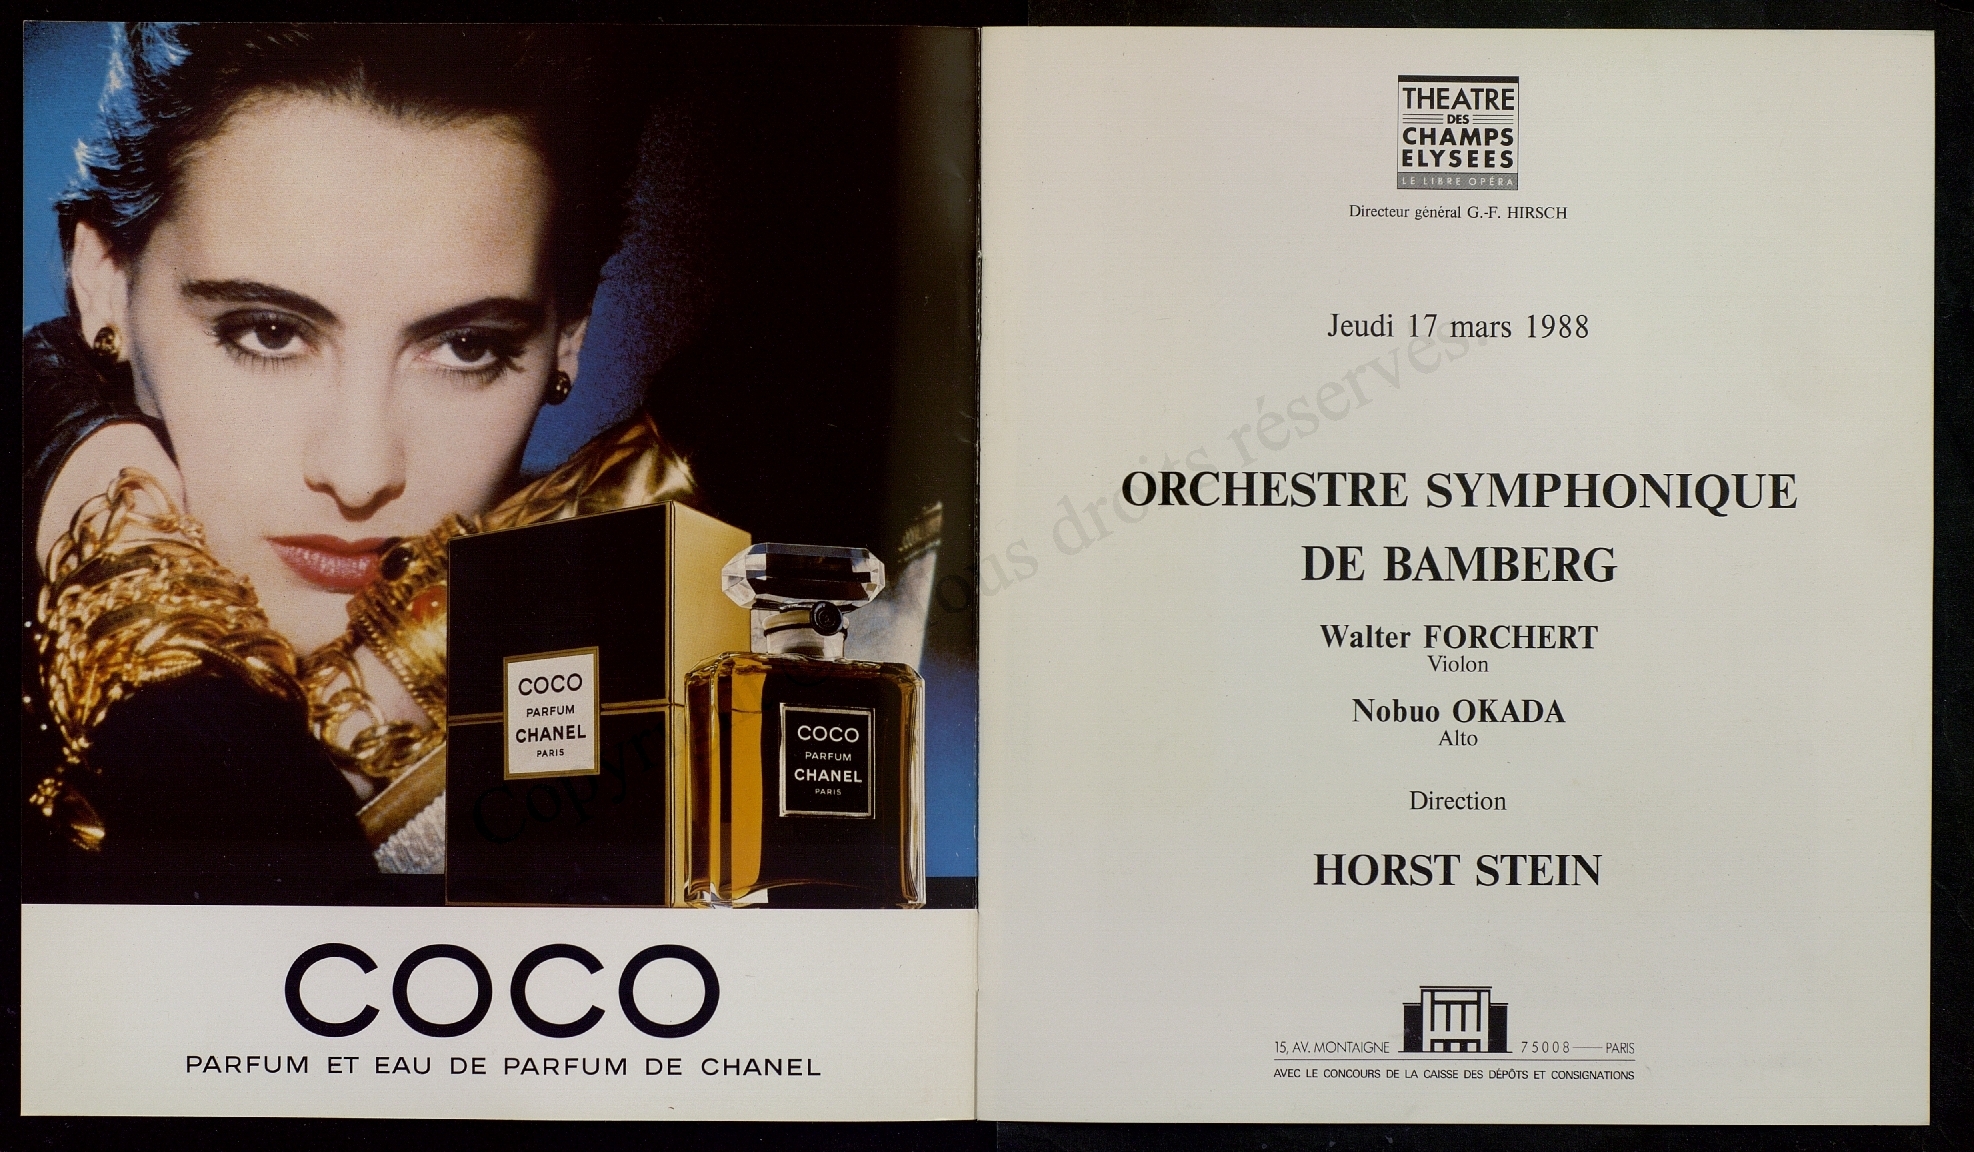 COCO
PARFUM
CHANEL
PARIS
COCO
PARFUM
CHANEL
PARIS
COCO
PARFUM ET EAU DE PARFUM DE CHANEL
THEATRE
DES
CHAMPS
ELYSEES
LE LIBRE OPÉRA
Directeur général G.-F. HIRSCH
Jeudi 17 mars 1988
ORCHESTRE SYMPHONIQUE
DE BAMBERG
Walter FORCHERT
Violon
Nobuo OKADA
Alto
Direction
HORST STEIN
15, AV. MONTAIGNE 75008 — PARIS
AVEC LE CONCOURS DE LA CAISSE DES DÉPÔTS ET CONSIGNATIONS
droits réservés.